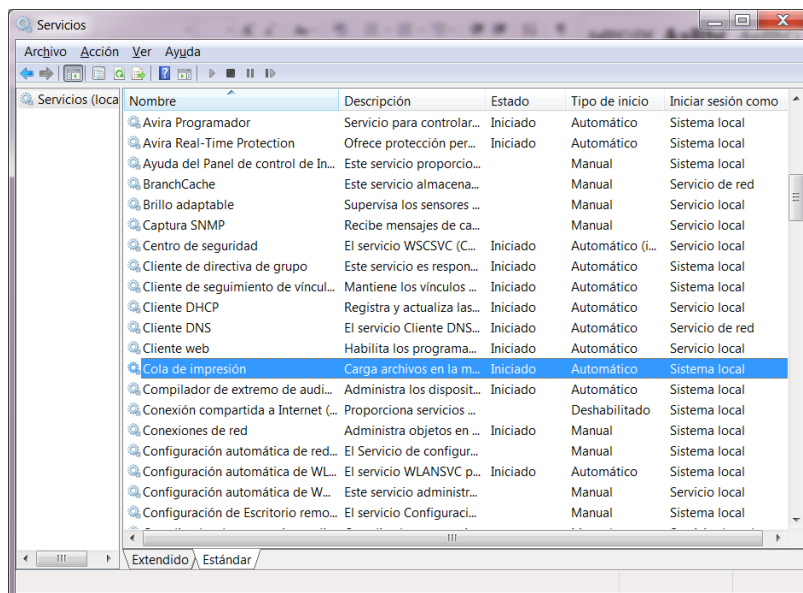 Servicios
Archivo Acción Ver Ayuda
Servicios (loca
Nombre Descripción Estado Tipo de inicio Iniciar sesión como
Avira Programador Servicio para controlar... Iniciado Automático Sistema local
Avira Real-Time Protection Ofrece protección per... Iniciado Automático Sistema local
Ayuda del Panel de control de In... Este servicio proporcio... Manual Sistema local
BranchCache Este servicio almacena... Manual Servicio de red
Brillo adaptable Supervisa los sensores ... Manual Servicio local
Captura SNMP Recibe mensajes de ca... Manual Servicio local
Centro de seguridad El servicio WSCSVC (C... Iniciado Automático (i... Servicio local
Cliente de directiva de grupo Este servicio es respon... Iniciado Automático Sistema local
Cliente de seguimiento de víncul... Mantiene los vínculos ... Iniciado Automático Sistema local
Cliente DHCP Registra y actualiza las... Iniciado Automático Servicio local
Cliente DNS El servicio Cliente DNS... Iniciado Automático Servicio de red
Cliente web Habilita los programa... Iniciado Automático Servicio local
Cola de impresión Carga archivos en la m... Iniciado Automático Sistema local
Compilador de extremo de audi... Administra los disposit... Iniciado Automático Sistema local
Conexión compartida a Internet (... Proporciona servicios ... Deshabilitado Sistema local
Conexiones de red Administra objetos en ... Iniciado Manual Sistema local
Configuración automática de red... El Servicio de configur... Manual Sistema local
Configuración automática de WL... El servicio WLANSVC p... Iniciado Automático Sistema local
Configuración automática de W... Este servicio administr... Manual Servicio local
Configuración de Escritorio remo... El servicio Configuraci... Manual Sistema local
Extendido Estándar